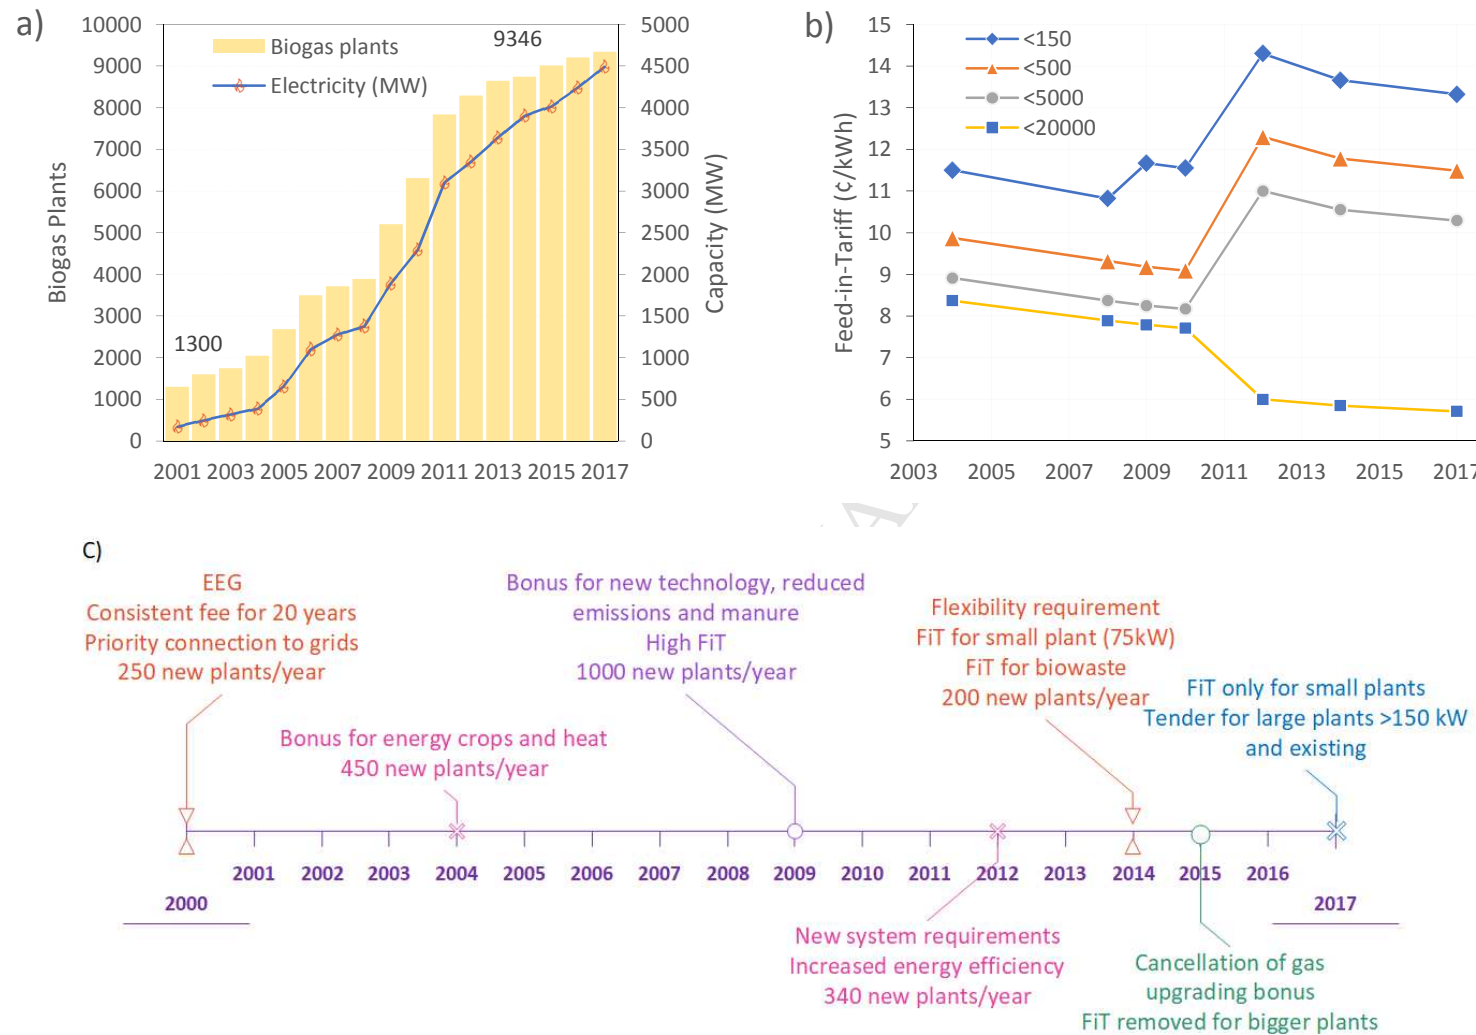 a)
Biogas plants
Electricity (MW)
9346
1300
10000
9000
8000
7000
6000
5000
4000
3000
2000
1000
0
Biogas Plants
5000
4500
4000
3500
3000
2500
2000
1500
1000
500
0
Capacity (MW)
2001 2003 2005 2007 2009 2011 2013 2015 2017
b)
<150
<500
<5000
<20000
15
14
13
12
11
10
9
8
7
6
5
Feed-in-Tariff (¢/kWh)
2003 2005 2007 2009 2011 2013 2015 2017
A
C)
EEG
Consistent fee for 20 years
Priority connection to grids
250 new plants/year
Bonus for energy crops and heat
450 new plants/year
Bonus for new technology, reduced
emissions and manure
High FiT
1000 new plants/year
Flexibility requirement
FiT for small plant (75kW)
FiT for biowaste
200 new plants/year
FiT only for small plants
Tender for large plants >150 kW
and existing
2001 2002 2003 2004 2005 2006 2007 2008 2009 2010 2011 2012 2013 2014 2015 2016
2000
2017
New system requirements
Increased energy efficiency
340 new plants/year
Cancellation of gas
upgrading bonus
FiT removed for bigger plants